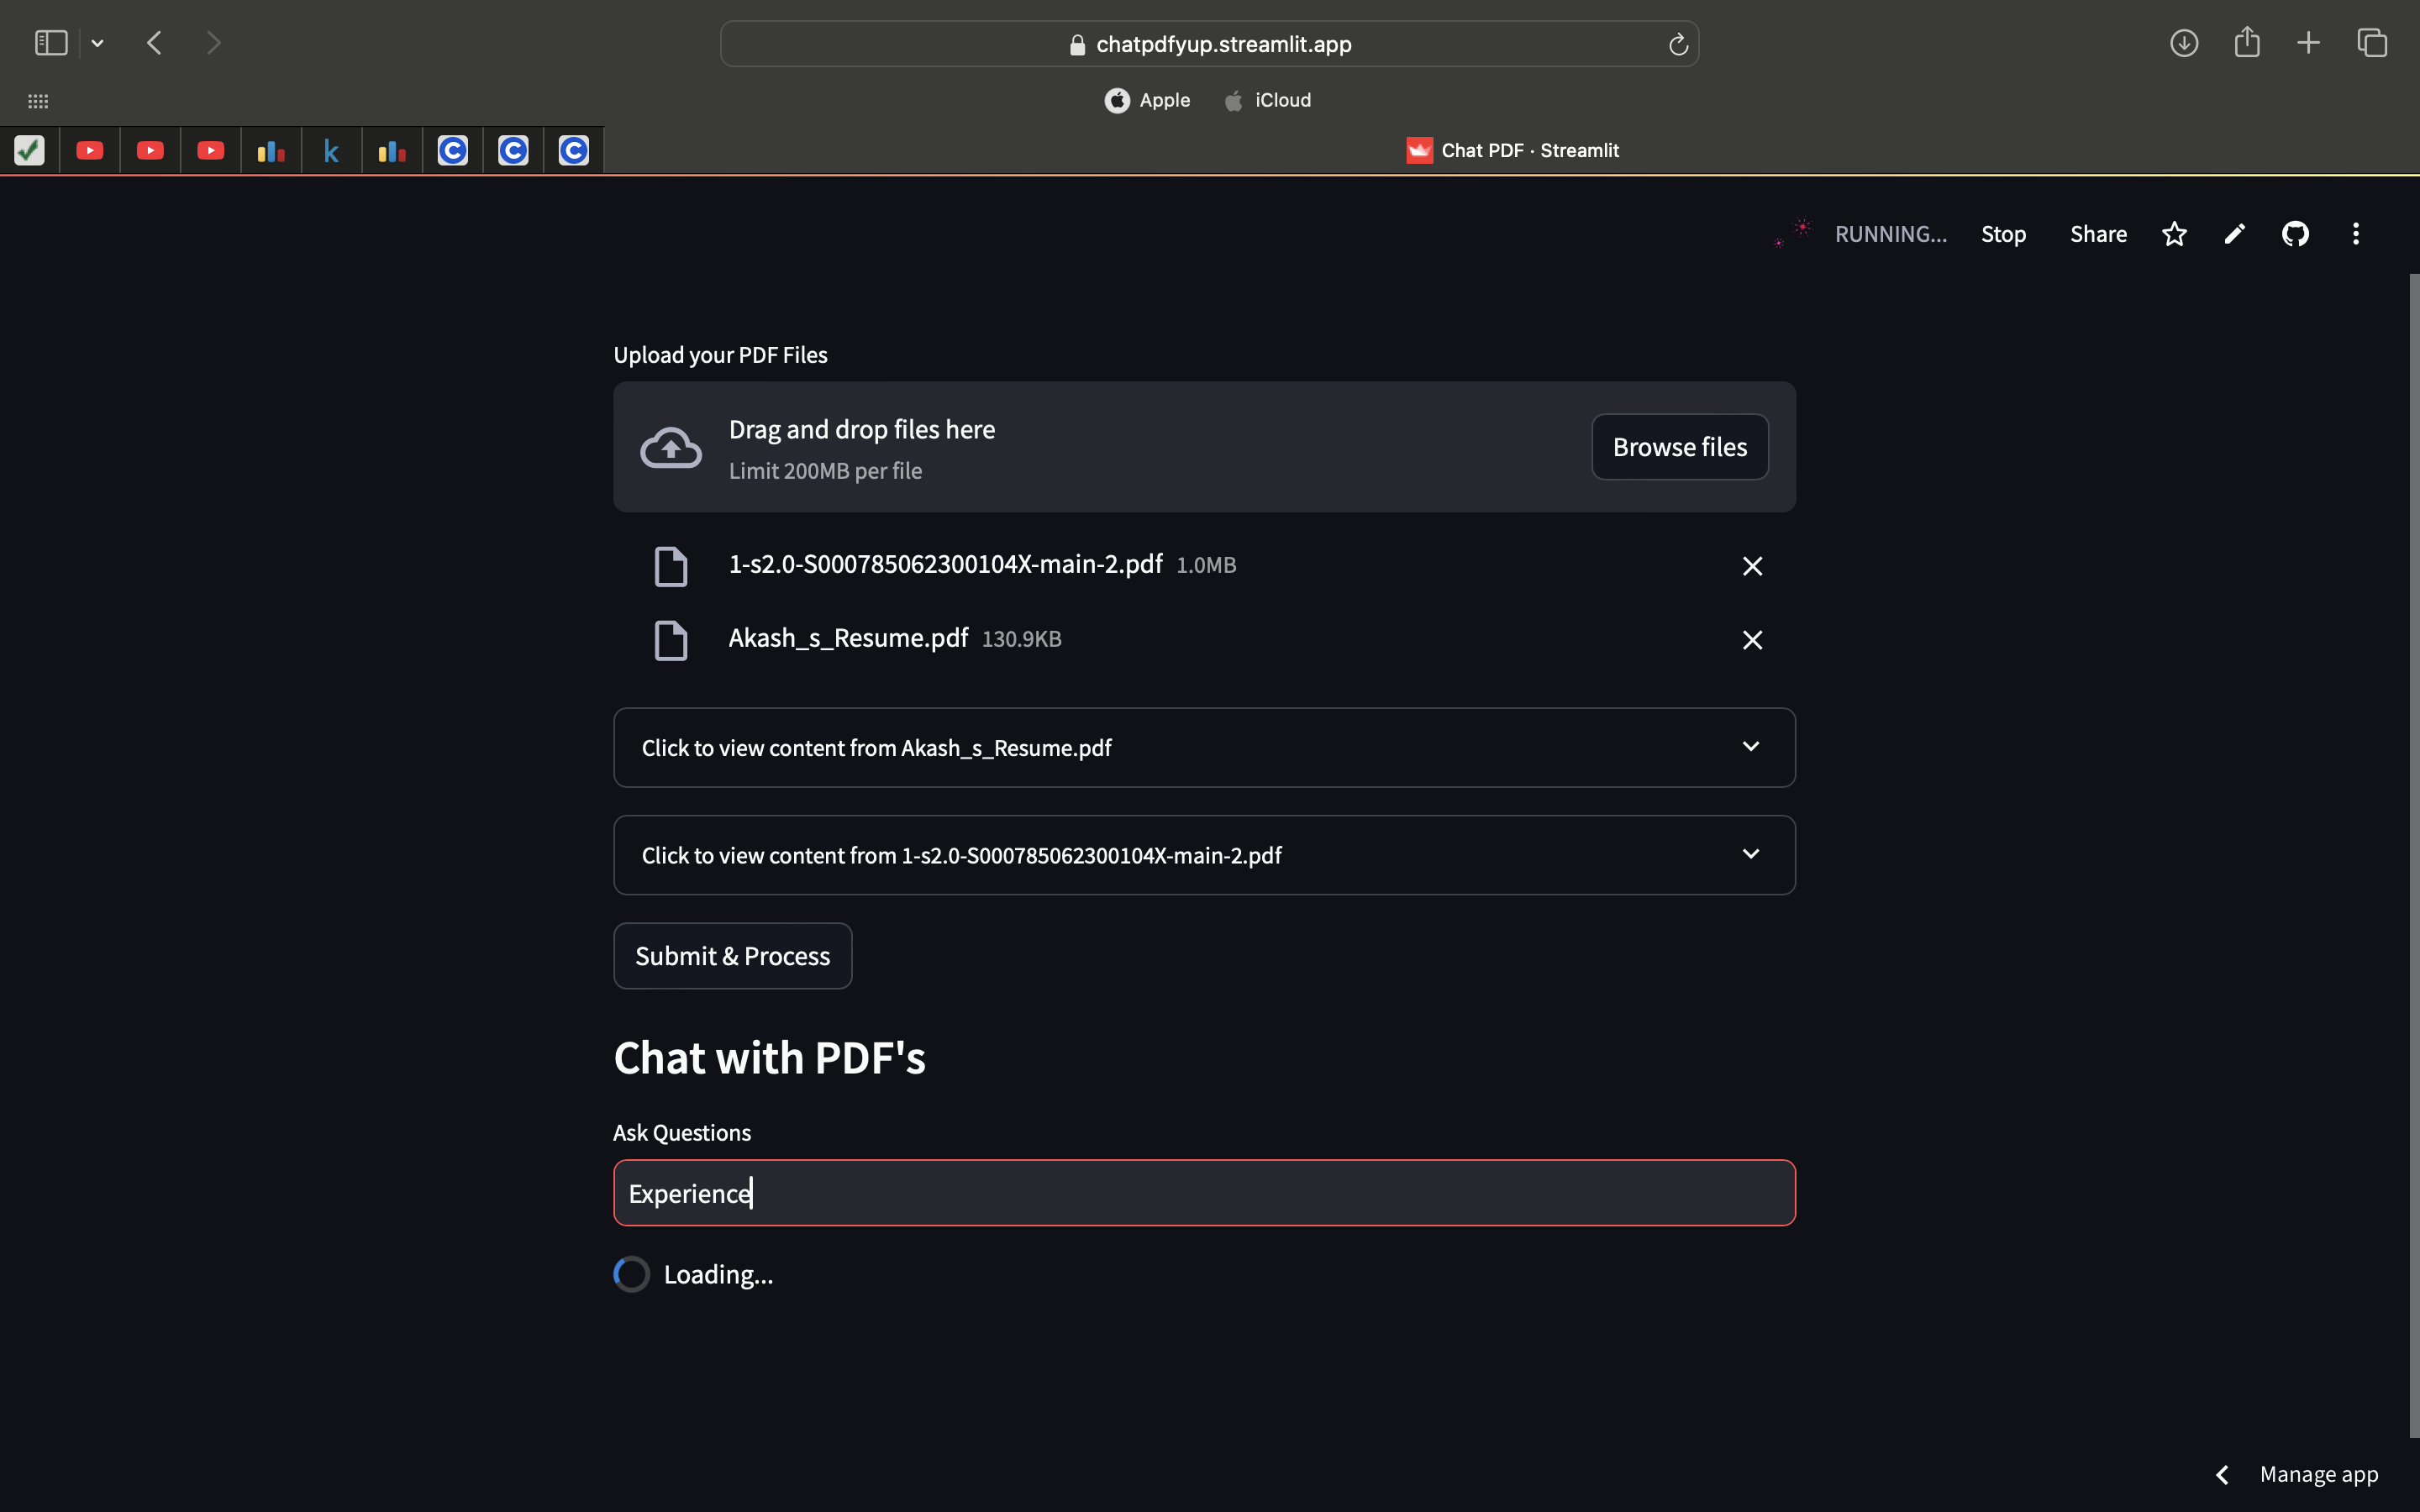 chatpdfyup.streamlit.app
Apple
iCloud
k
C
C
C
Chat PDF · Streamlit
RUNNING...
Stop
Share
Upload your PDF Files
Drag and drop files here
Limit 200MB per file
Browse files
1-s2.0-S000785062300104X-main-2.pdf 1.0MB
Akash_s_Resume.pdf 130.9KB
Click to view content from Akash_s_Resume.pdf
Click to view content from 1-s2.0-S000785062300104X-main-2.pdf
Submit & Process
Chat with PDF's
Ask Questions
Experience
Loading...
Manage app